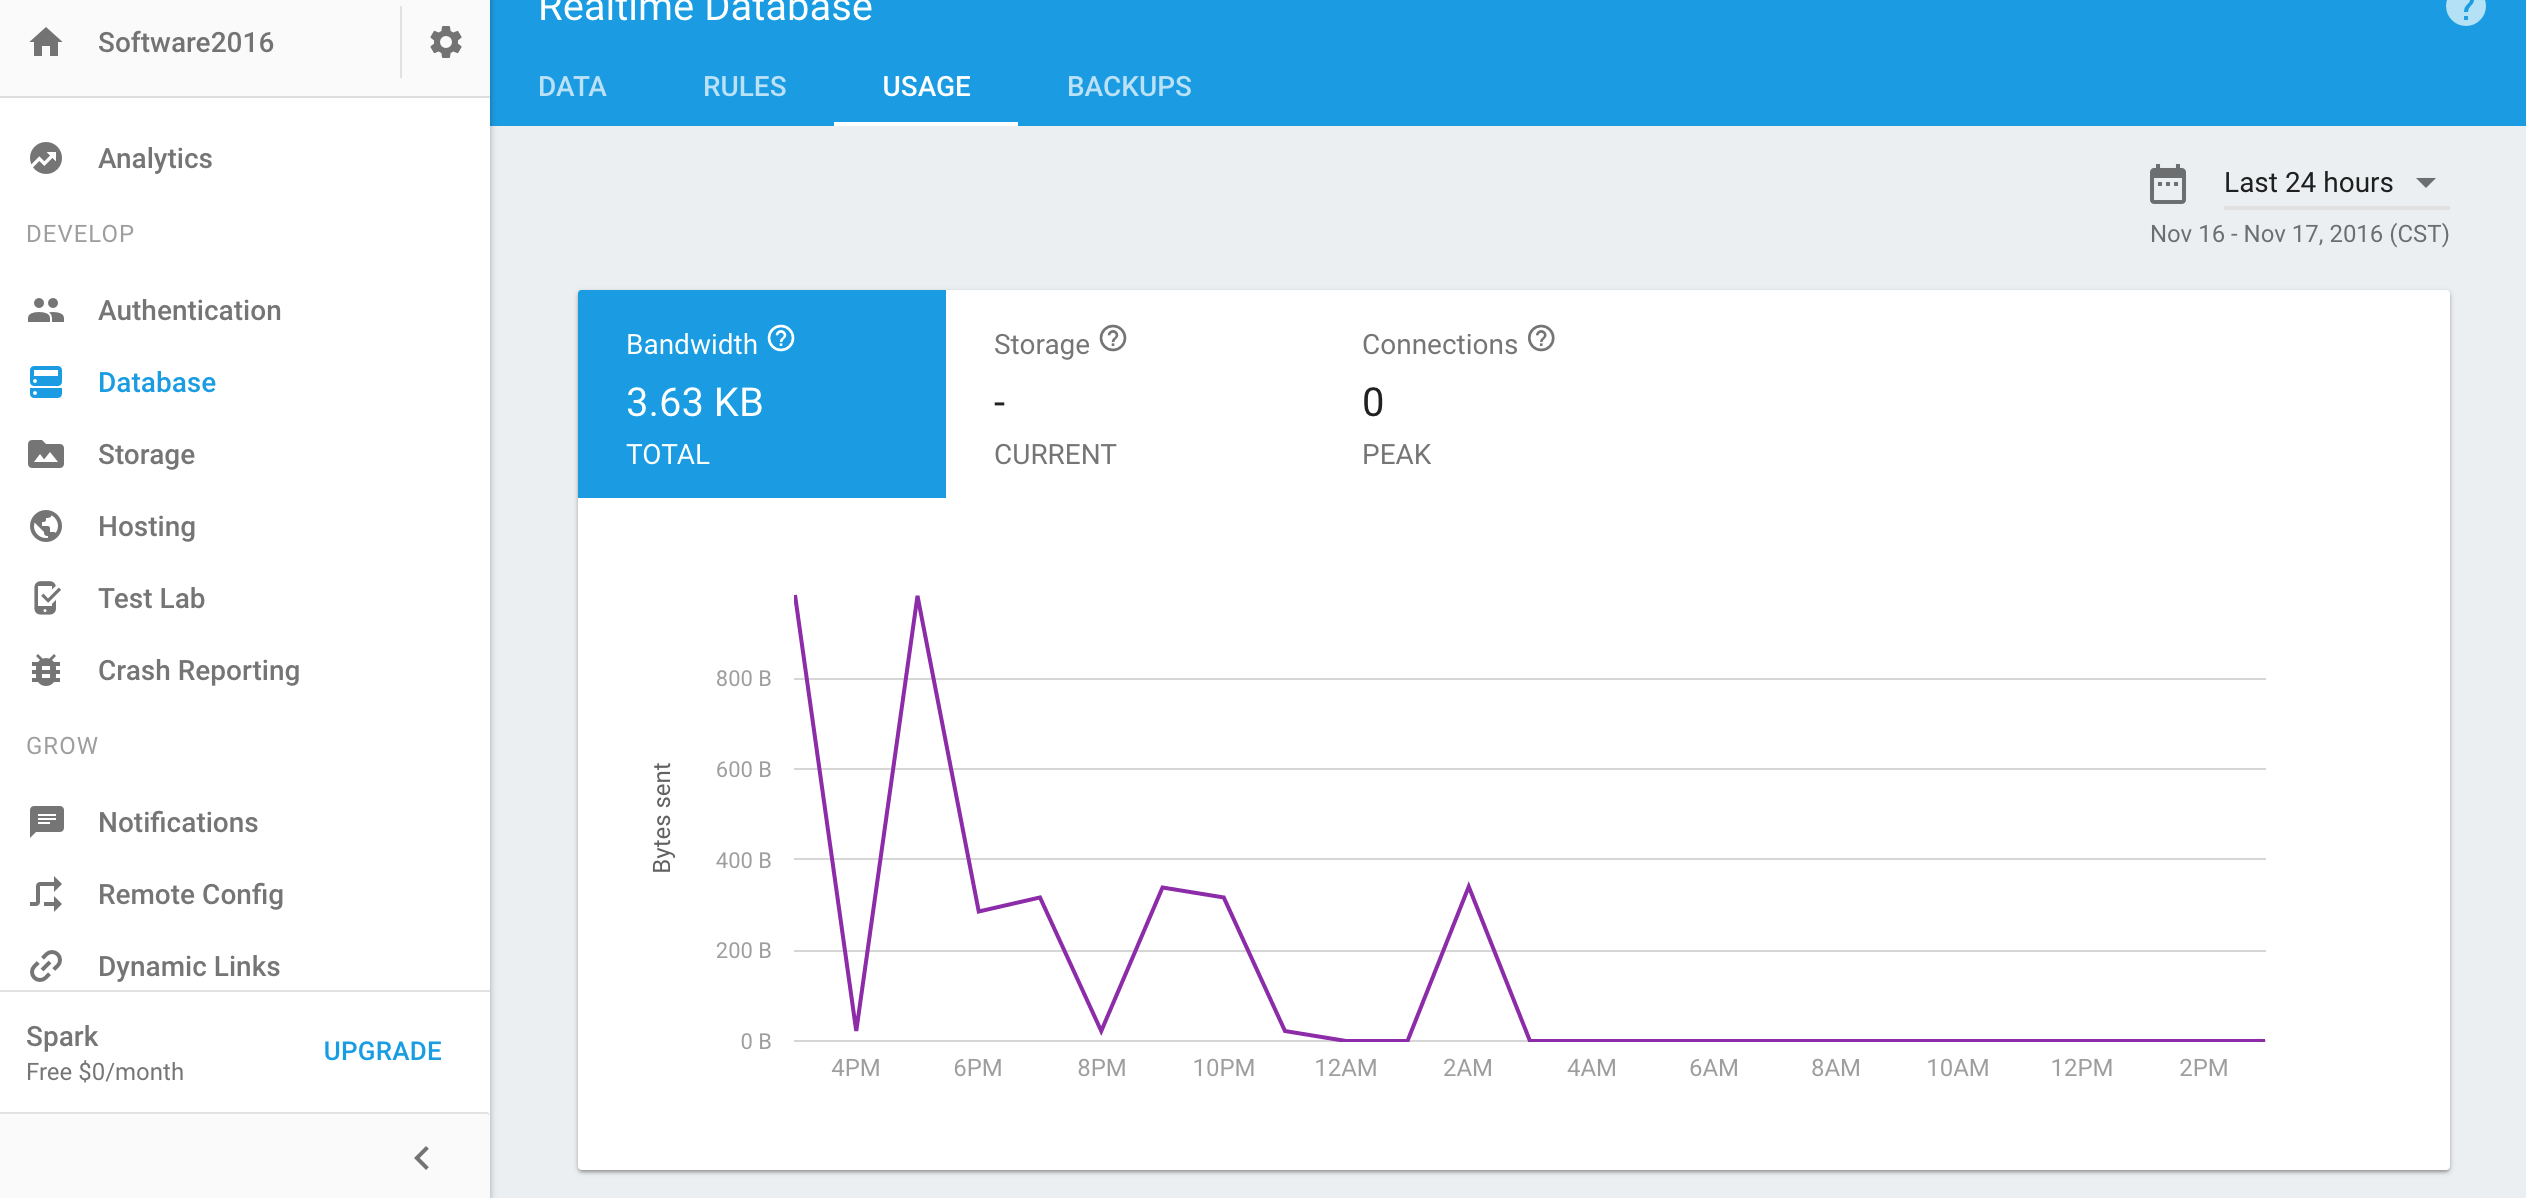 Software2016
Analytics
DEVELOP
Authentication
Database
Storage
Hosting
Test Lab
Crash Reporting
GROW
Notifications
Remote Config
Dynamic Links
Spark
Free $0/month
UPGRADE
Realtime Database
?
DATA RULES USAGE BACKUPS
Last 24 hours
Nov 16 - Nov 17, 2016 (CST)
Bandwidth ?
3.63 KB
TOTAL
Storage ?
-
CURRENT
Connections ?
0
PEAK
Bytes sent
800 B
600 B
400 B
200 B
0 B
4PM 6PM 8PM 10PM 12AM 2AM 4AM 6AM 8AM 10AM 12PM 2PM